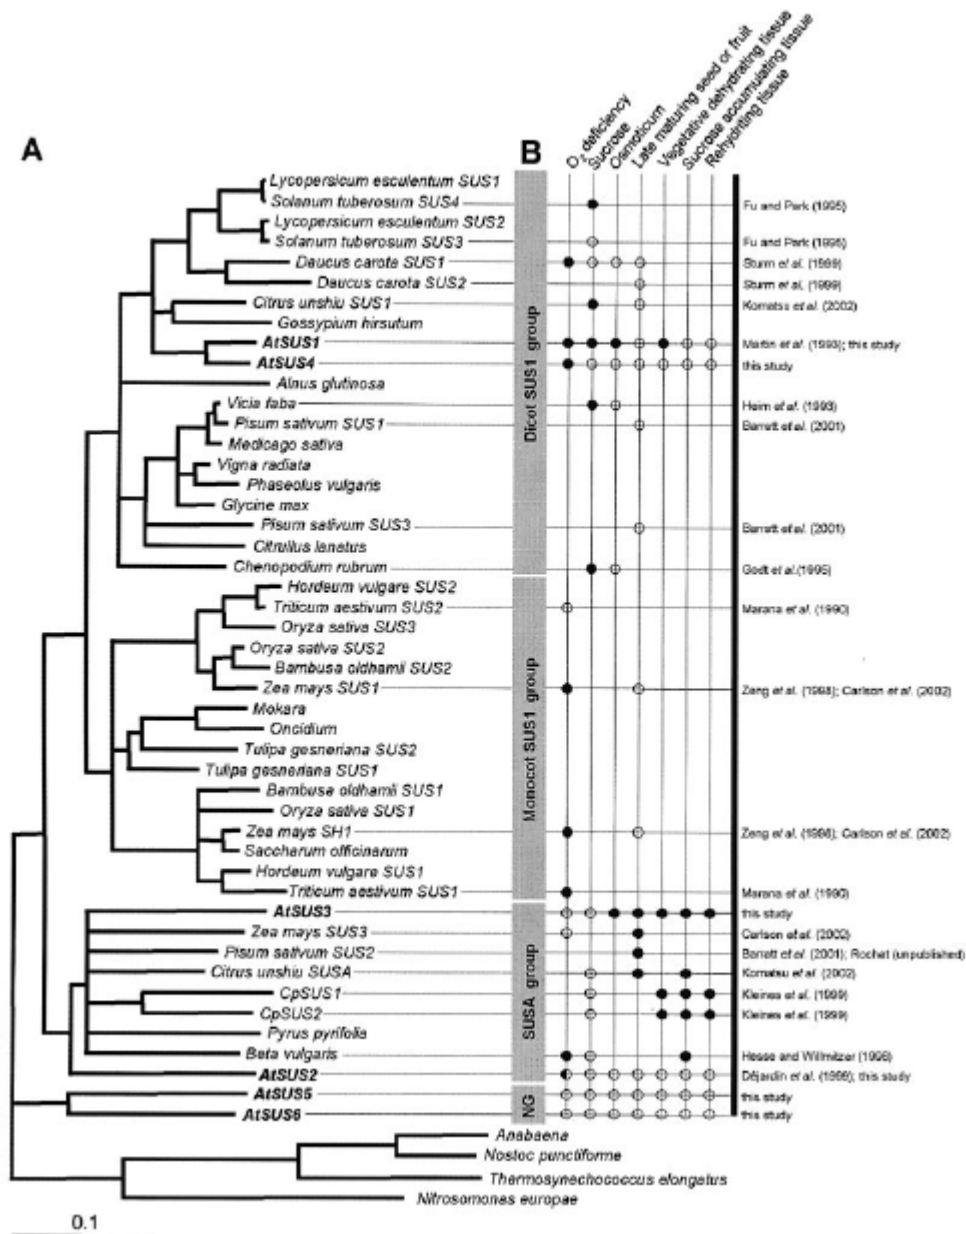 A
B
O2 deficiency
Sucrose
Osmoticum
Late maturing seed or fruit
Vegetative dehydrating tissue
Sucrose accumulating tissue
Rehydriting tissue
Lycopersicum esculentum SUS1
Solanum tuberosum SUS4 Fu and Park (1995)
Lycopersicum esculentum SUS2
Solanum tuberosum SUS3 Fu and Park (1995)
Daucus carota SUS1 Sturm et al. (1999)
Daucus carota SUS2 Sturm et al. (1999)
Citrus unshiu SUS1 Komatsu et al. (2002)
Gossypium hirsutum
AtSUS1 Martin et al. (1993); this study
AtSUS4 this study
Alnus glutinosa
Vicia faba Heim et al. (1993)
Pisum sativum SUS1 Barratt et al. (2001)
Medicago sativa
Vigna radiata
Phaseolus vulgaris
Glycine max
Pisum sativum SUS3 Barratt et al. (2001)
Citrullus lanatus
Chenopodium rubrum Godt et al.(1995)
Dicot SUS1 group
Hordeum vulgare SUS2
Triticum aestivum SUS2 Marana et al. (1990)
Oryza sativa SUS3
Oryza sativa SUS2
Bambusa oldhamii SUS2
Zea mays SUS1 Zeng et al. (1998); Carlson et al. (2002)
Mokara
Oncidium
Tulipa gesneriana SUS2
Tulipa gesneriana SUS1
Bambusa oldhamii SUS1
Oryza sativa SUS1
Zea mays SH1 Zeng et al. (1998); Carlson et al. (2002)
Saccharum officinarum
Hordeum vulgare SUS1
Triticum aestivum SUS1 Marana et al. (1990)
Monocot SUS1 group
AtSUS3 this study
Zea mays SUS3 Carlson et al. (2002)
Pisum sativum SUS2 Barratt et al. (2001); Rochat (unpublished)
Citrus unshiu SUSA Komatsu et al. (2002)
CpSUS1 Kleines et al. (1999)
CpSUS2 Kleines et al. (1999)
Pyrus pyrifolia
Beta vulgaris Hesse and Willmitzer (1996)
AtSUS2 Déjardin et al. (1999); this study
SUSA group
AtSUS5 this study
AtSUS6 this study
NG
Anabaena
Nostoc punctiforme
Thermosynechococcus elongatus
Nitrosomonas europae
0.1